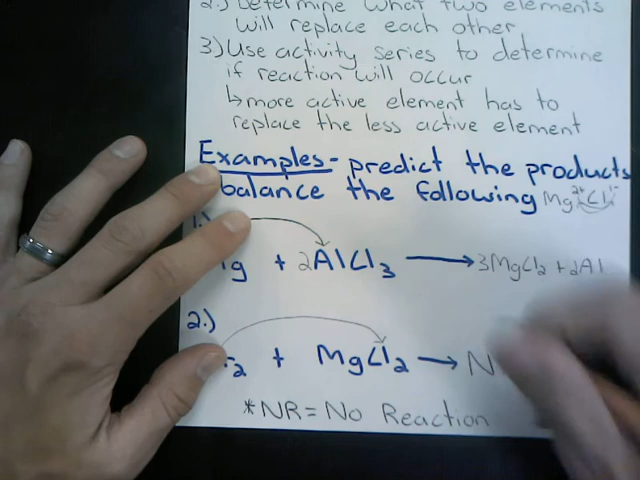 2.) Determine what two elements
will replace each other
3) Use activity series to determine
if reaction will occur
↳ more active element has to
replace the less active element
Examples - predict the products
balance the following Mg²⁺Cl¹⁻
1.)
g + 2AlCl₃ → 3MgCl₂ + 2Al
2.)
₂ + MgCl₂ → N
*NR = No Reaction